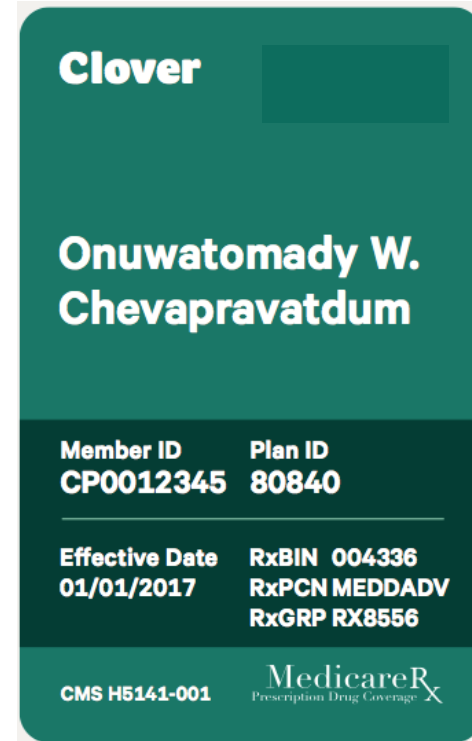 Clover
Onuwatomady W.
Chevapravatdum
Member ID Plan ID
CP0012345 80840
Effective Date RxBIN 004336
01/01/2017 RxPCN MEDDADV
RxGRP RX8556
CMS H5141-001 MedicareRx
Prescription Drug Coverage